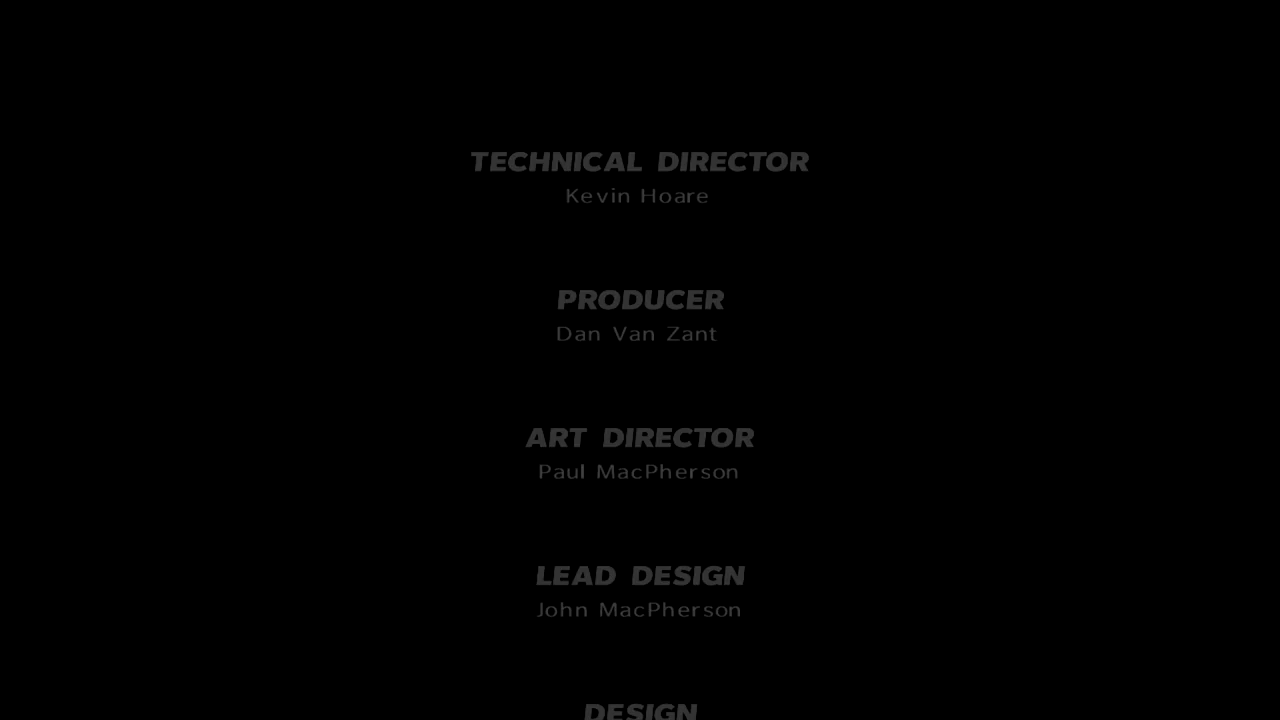 TECHNICAL DIRECTOR
Kevin Hoare
PRODUCER
Dan Van Zant
ART DIRECTOR
Paul MacPherson
LEAD DESIGN
John MacPherson
DESIGN